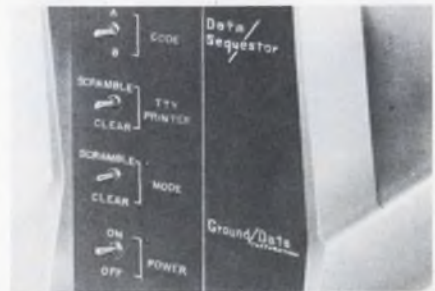 A
CODE
B
SCRAMBLE
TTY
PRINTER
CLEAR
SCRAMBLE
MODE
CLEAR
ON
POWER
OFF
Data/
Sequestor
Ground/Data